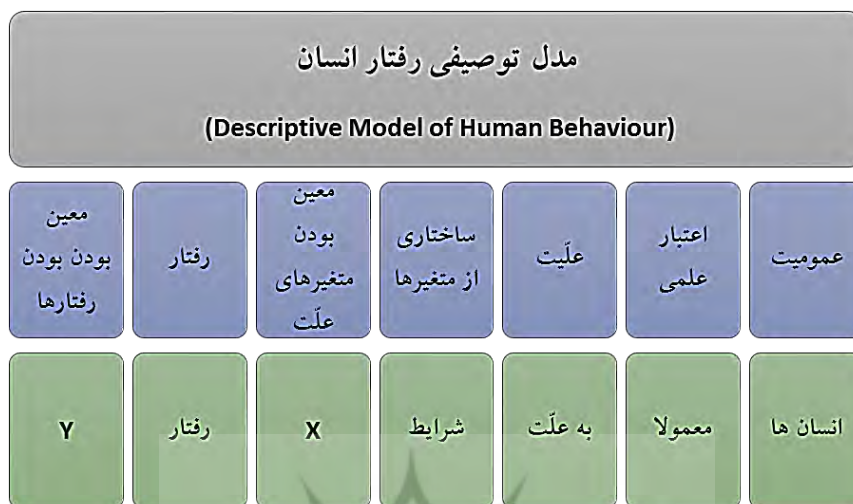 مدل توصیفی رفتار انسان
(Descriptive Model of Human Behaviour)
عمومیت
اعتبار
علمی
علّیت
ساختاری
از متغیرها
معین
بودن
متغیرهای
علّت
رفتار
معین
بودن بودن
رفتارها
انسان ها
معمولا
به علّت
شرایط
X
رفتار
Y